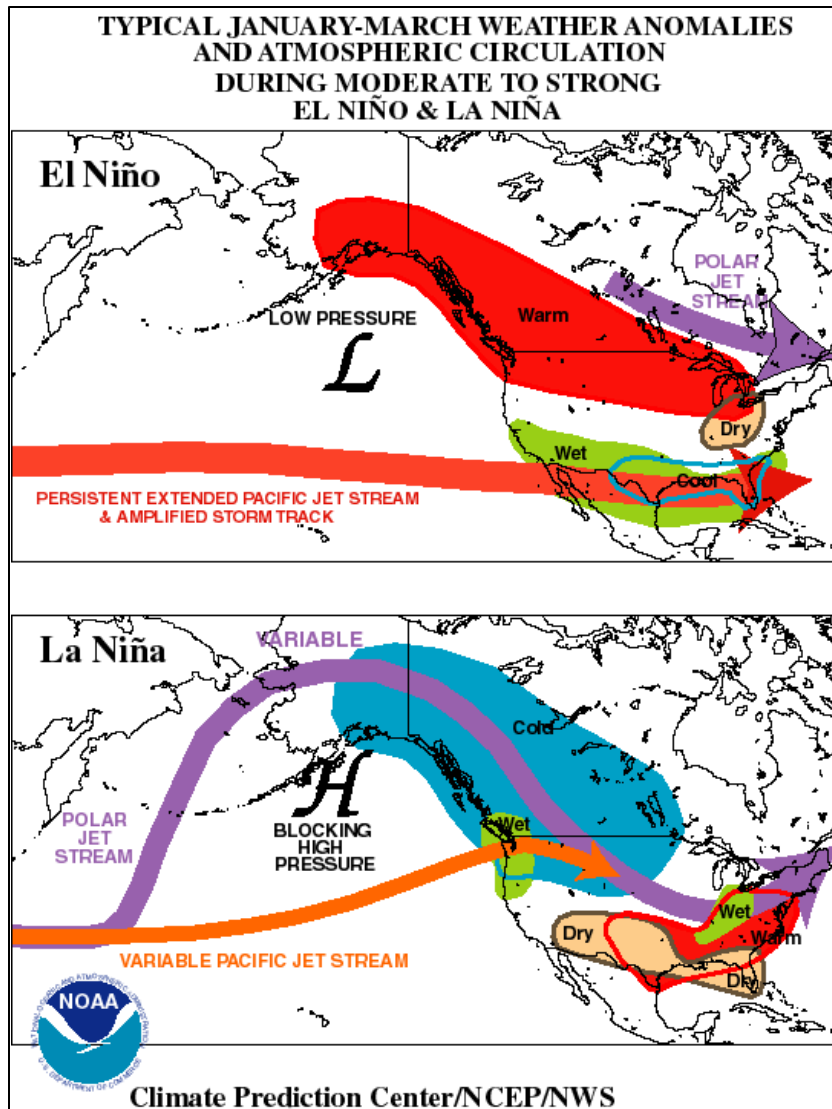 TYPICAL JANUARY-MARCH WEATHER ANOMALIES
AND ATMOSPHERIC CIRCULATION
DURING MODERATE TO STRONG
EL NIÑO & LA NIÑA
El Niño
POLAR
JET
STREAM
Warm
LOW PRESSURE
L
Dry
Wet
Cool
PERSISTENT EXTENDED PACIFIC JET STREAM
& AMPLIFIED STORM TRACK
La Niña
VARIABLE
Cold
H
POLAR
JET
STREAM
BLOCKING
HIGH
PRESSURE
Wet
Wet
Dry
Warm
VARIABLE PACIFIC JET STREAM
Dry
NOAA
U.S. DEPARTMENT OF COMMERCE
Climate Prediction Center/NCEP/NWS